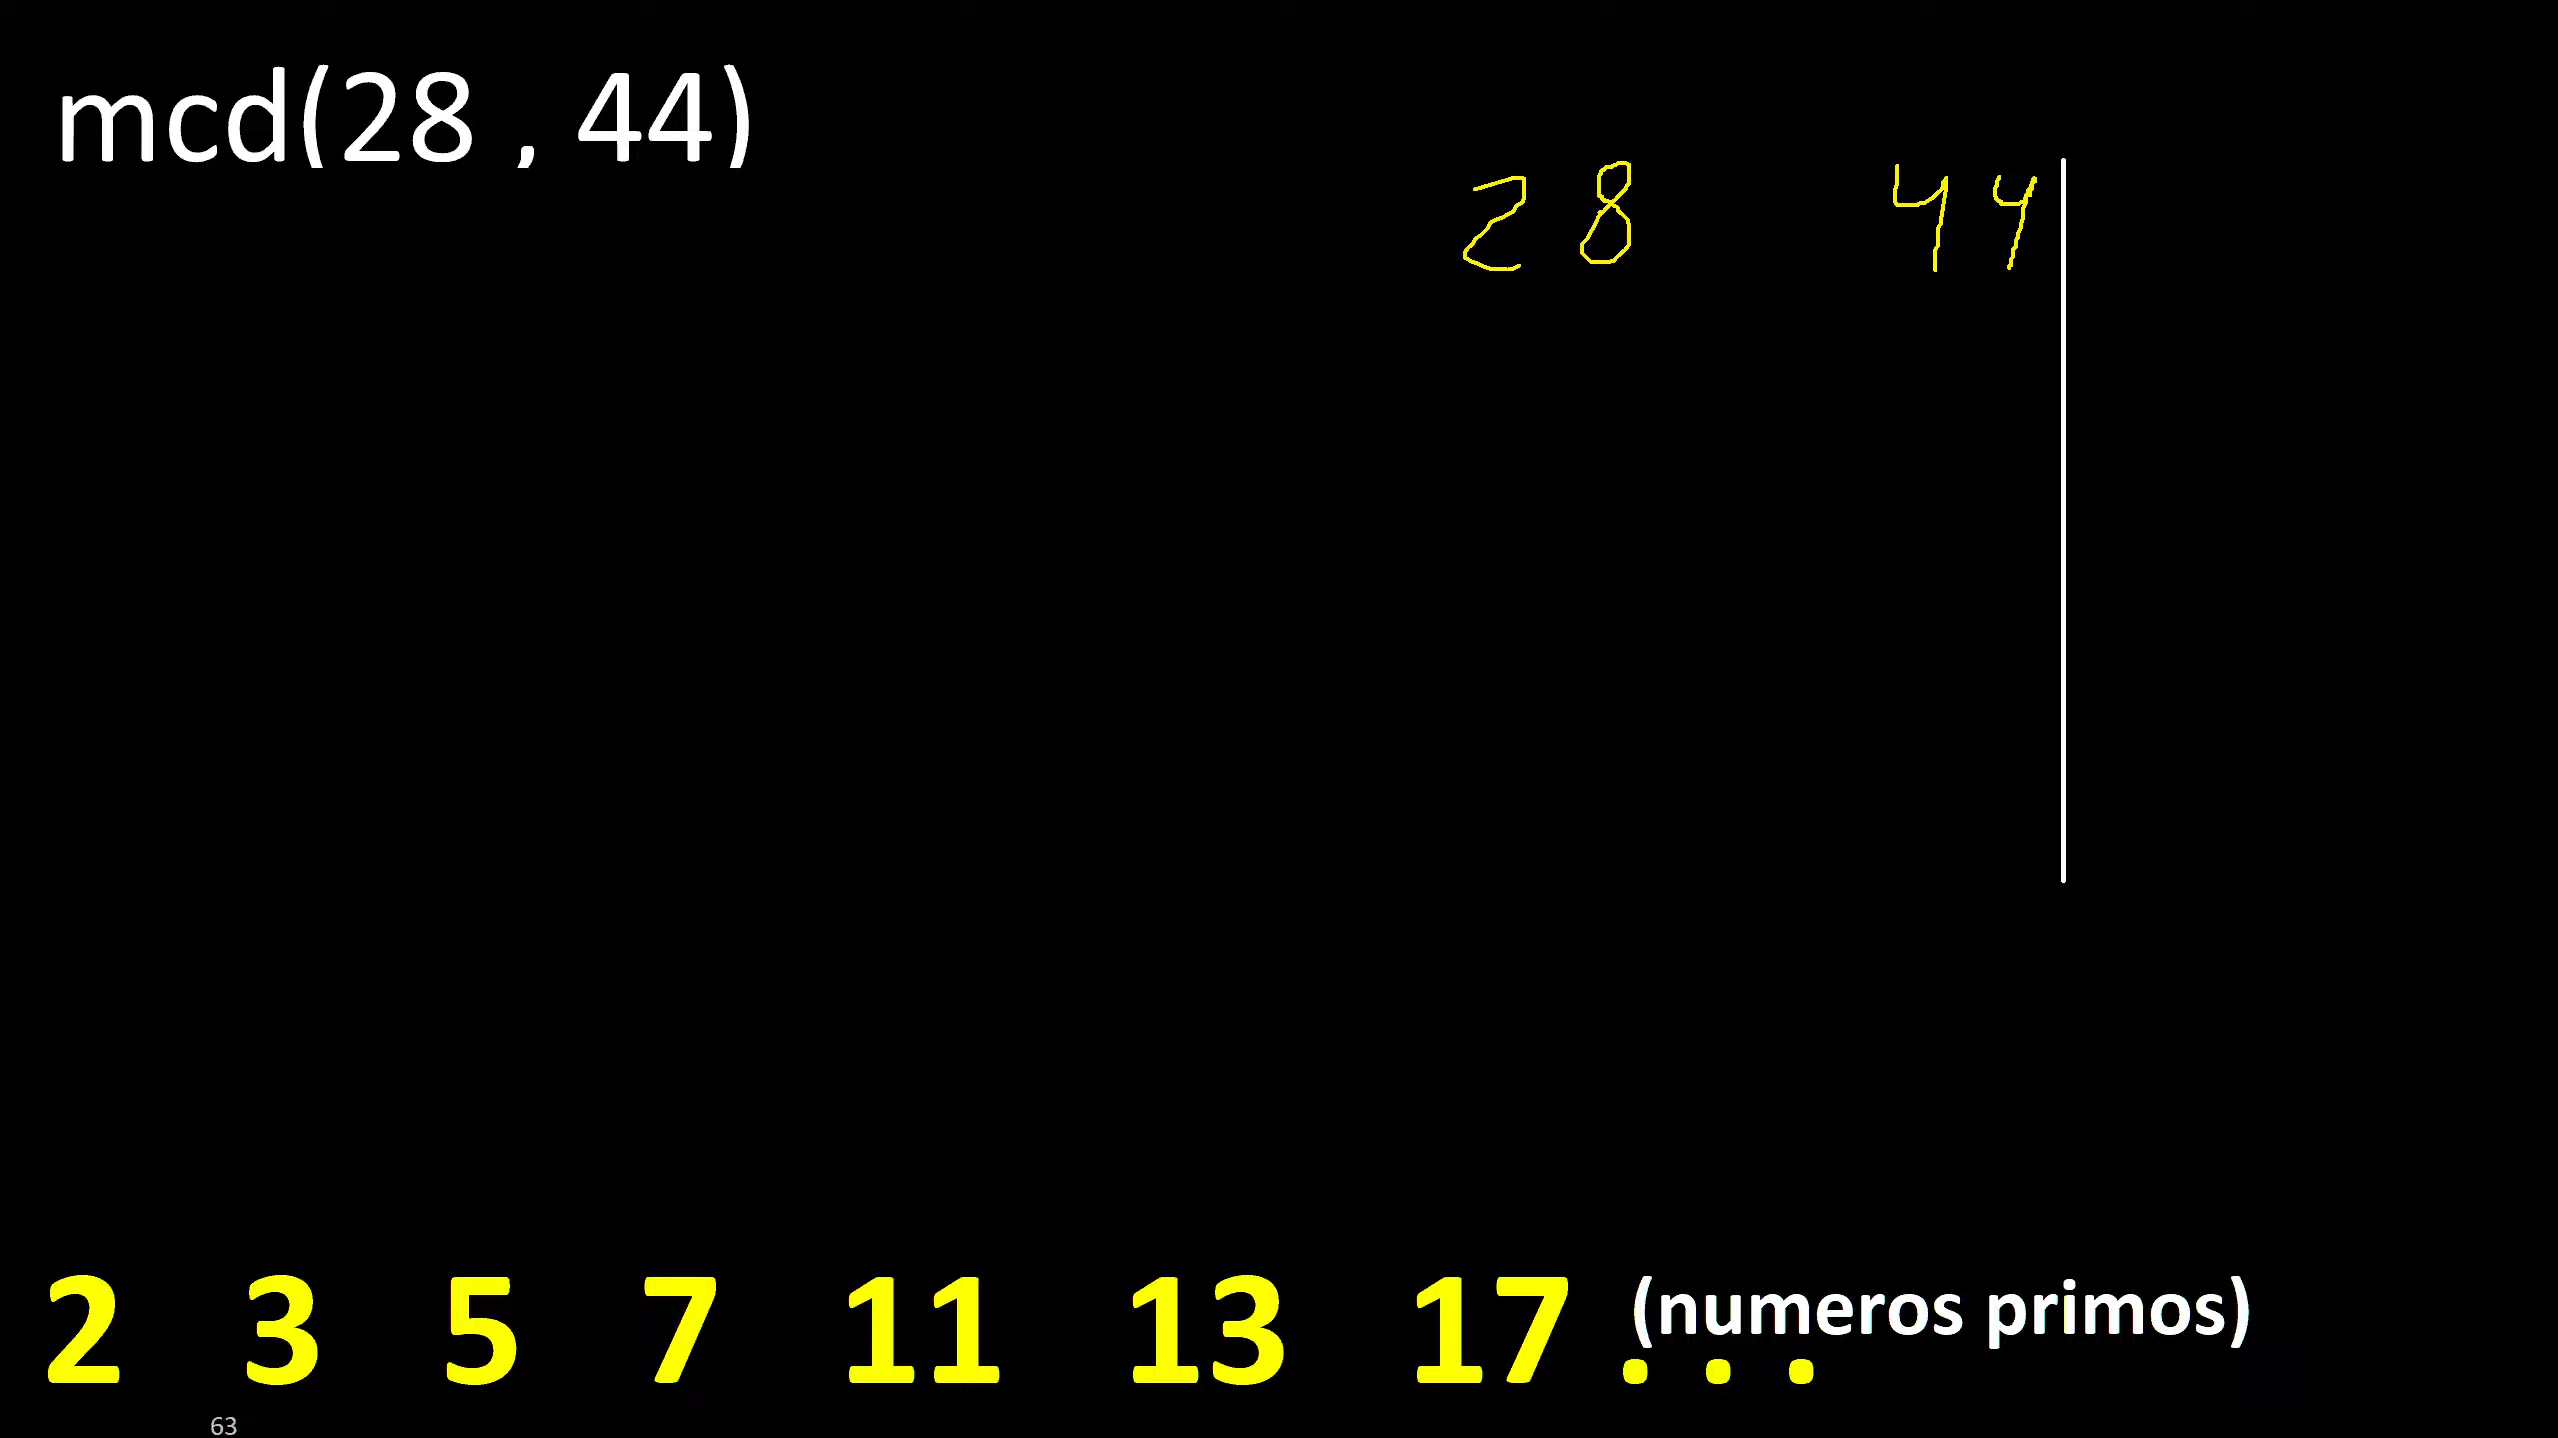 mcd(28 , 44)
28 44
2 3 5 7 11 13 17 . . . (numeros primos)
63